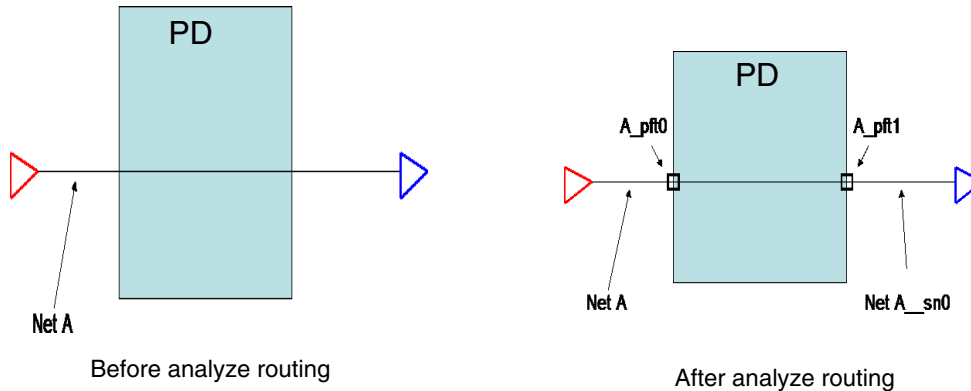 PD
Net A
Before analyze routing
PD
A_pft0
A_pft1
Net A
Net A__sn0
After analyze routing